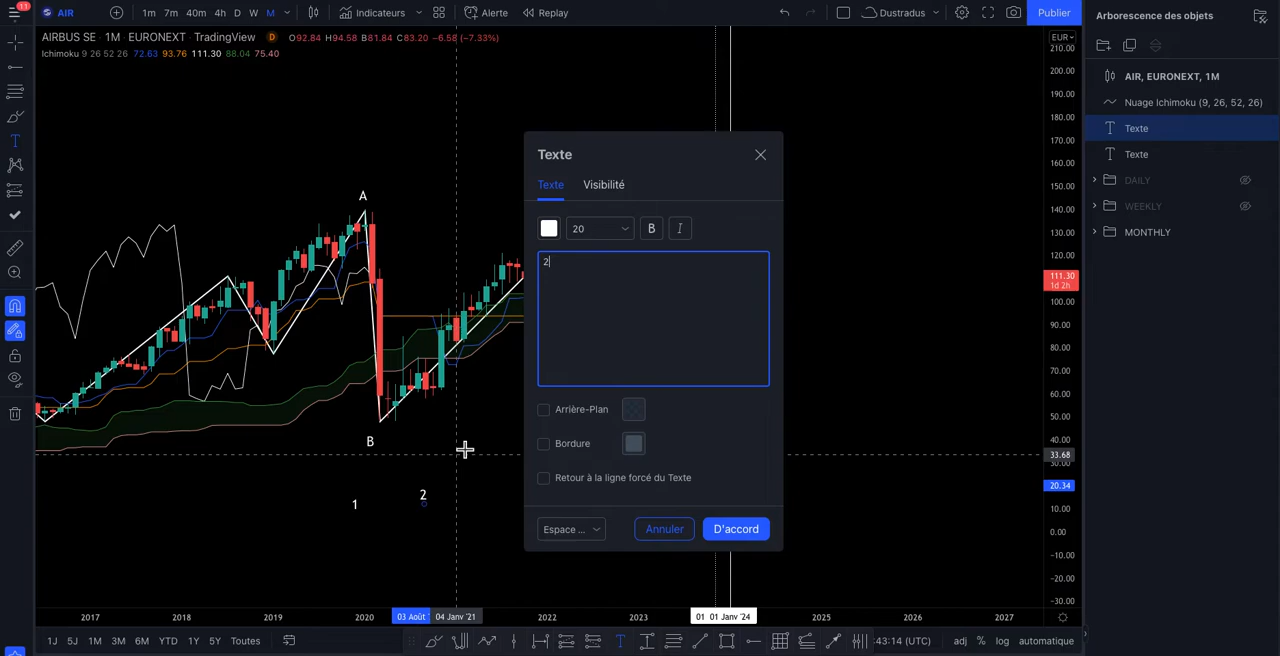 13
AIR
1m 7m 40m 4h D W M
Indicateurs
Alerte
Replay
Dustradus
Publier
Arborescence des objets
AIRBUS SE · 1M · EURONEXT · TradingView
D
O92.84 H94.58 B81.84 C83.20 −6.58 (−7.33%)
Ichimoku 9 26 52 26 72.63 93.76 111.30 88.04 75.40
EUR
210.00
200.00
190.00
180.00
170.00
160.00
150.00
140.00
130.00
120.00
111.30
1d 2h
100.00
90.00
80.00
70.00
60.00
50.00
40.00
33.68
30.00
20.34
10.00
0.00
−10.00
−20.00
−30.00
AIR, EURONEXT, 1M
Nuage Ichimoku (9, 26, 52, 26)
Texte
Texte
DAILY
WEEKLY
MONTHLY
A
B
1
2
Texte
Texte Visibilité
20
B
I
2
Arrière-Plan
Bordure
Retour à la ligne forcé du Texte
Espace ...
Annuler
D'accord
2017 2018 2019 2020 03 Août ' 04 Janv '21 2022 2023 01 01 Janv '24 2025 2026 2027
1J 5J 1M 3M 6M YTD 1Y 5Y Toutes
:43:14 (UTC)
adj % log automatique